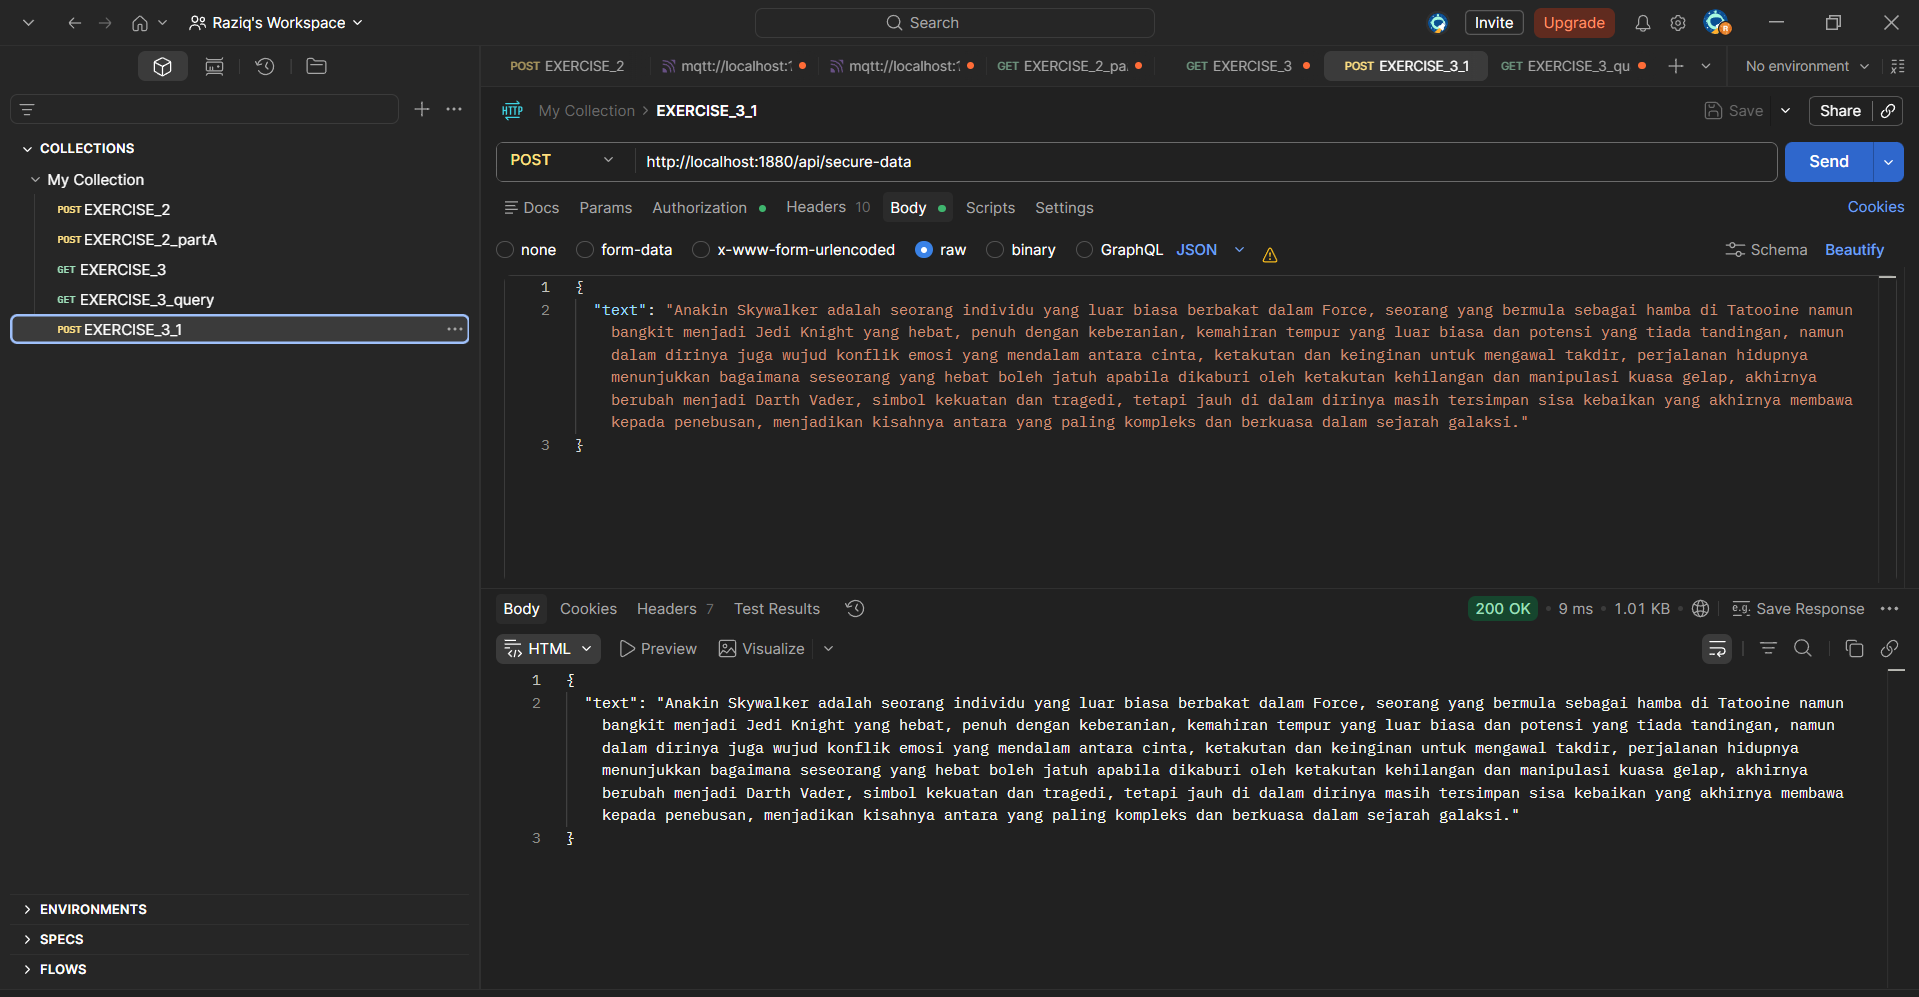 Raziq's Workspace
Search
Invite
Upgrade
POST EXERCISE_2
mqtt://localhost:1
mqtt://localhost:1
GET EXERCISE_2_pa
GET EXERCISE_3
POST EXERCISE_3_1
GET EXERCISE_3_qu
No environment
COLLECTIONS
My Collection
POST EXERCISE_2
POST EXERCISE_2_partA
GET EXERCISE_3
GET EXERCISE_3_query
POST EXERCISE_3_1
ENVIRONMENTS
SPECS
FLOWS
HTTP My Collection > EXERCISE_3_1
Save
Share
POST http://localhost:1880/api/secure-data
Send
Docs Params Authorization Headers 10 Body Scripts Settings
Cookies
none form-data x-www-form-urlencoded raw binary GraphQL JSON
Schema Beautify
1 {
2 "text": "Anakin Skywalker adalah seorang individu yang luar biasa berbakat dalam Force, seorang yang bermula sebagai hamba di Tatooine namun
bangkit menjadi Jedi Knight yang hebat, penuh dengan keberanian, kemahiran tempur yang luar biasa dan potensi yang tiada tandingan, namun
dalam dirinya juga wujud konflik emosi yang mendalam antara cinta, ketakutan dan keinginan untuk mengawal takdir, perjalanan hidupnya
menunjukkan bagaimana seseorang yang hebat boleh jatuh apabila dikaburi oleh ketakutan kehilangan dan manipulasi kuasa gelap, akhirnya
berubah menjadi Darth Vader, simbol kekuatan dan tragedi, tetapi jauh di dalam dirinya masih tersimpan sisa kebaikan yang akhirnya membawa
kepada penebusan, menjadikan kisahnya antara yang paling kompleks dan berkuasa dalam sejarah galaksi."
3 }
Body Cookies Headers 7 Test Results
200 OK • 9 ms • 1.01 KB
e.g. Save Response
HTML Preview Visualize
1 {
2 "text": "Anakin Skywalker adalah seorang individu yang luar biasa berbakat dalam Force, seorang yang bermula sebagai hamba di Tatooine namun
bangkit menjadi Jedi Knight yang hebat, penuh dengan keberanian, kemahiran tempur yang luar biasa dan potensi yang tiada tandingan, namun
dalam dirinya juga wujud konflik emosi yang mendalam antara cinta, ketakutan dan keinginan untuk mengawal takdir, perjalanan hidupnya
menunjukkan bagaimana seseorang yang hebat boleh jatuh apabila dikaburi oleh ketakutan kehilangan dan manipulasi kuasa gelap, akhirnya
berubah menjadi Darth Vader, simbol kekuatan dan tragedi, tetapi jauh di dalam dirinya masih tersimpan sisa kebaikan yang akhirnya membawa
kepada penebusan, menjadikan kisahnya antara yang paling kompleks dan berkuasa dalam sejarah galaksi."
3 }